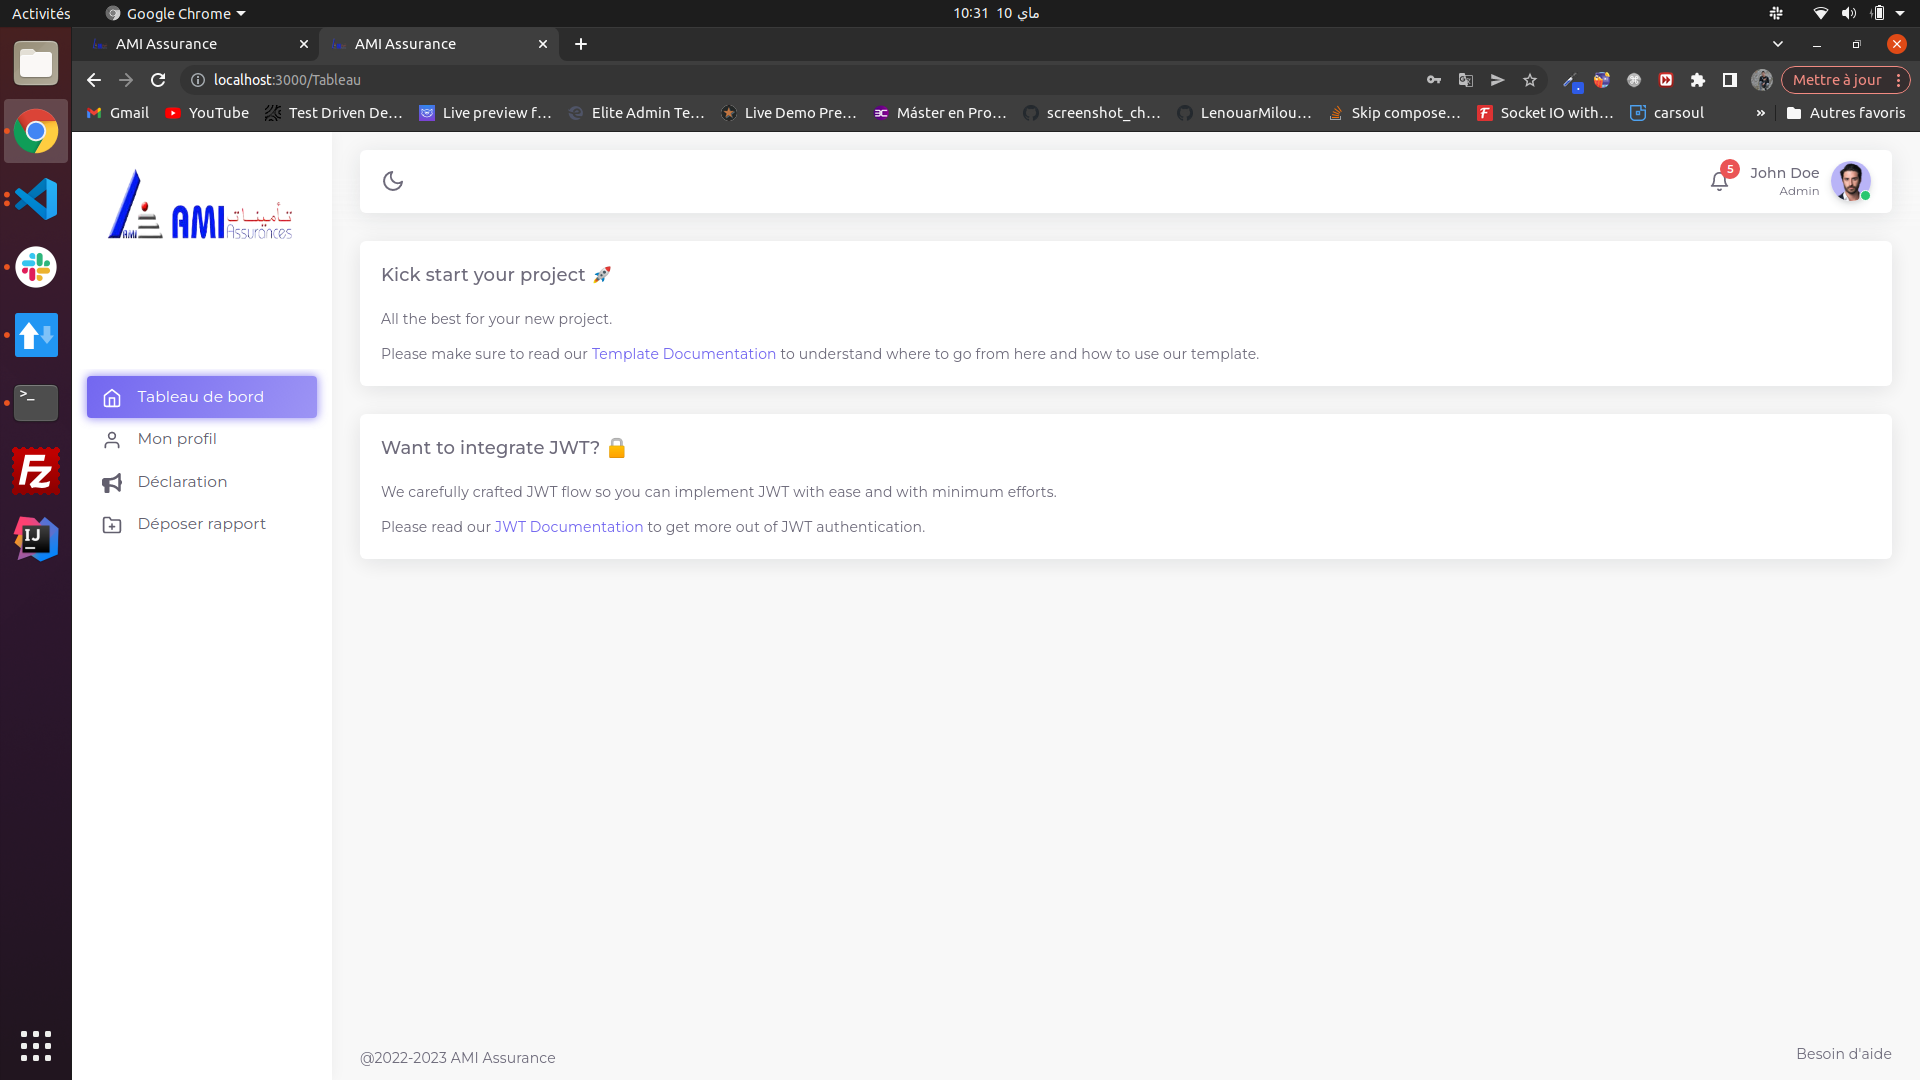 Activités
Google Chrome
10:31 10 ماي
AMI Assurance
AMI Assurance
localhost:3000/Tableau
Mettre à jour
Gmail
YouTube
Test Driven De...
Live preview f...
Elite Admin Te...
Live Demo Pre...
Máster en Pro...
screenshot_ch...
LenouarMilou...
Skip compose...
Socket IO with...
carsoul
»
Autres favoris
AMI
AMI تأمينات
Assurances
5
John Doe
Admin
Kick start your project 🚀
All the best for your new project.
Please make sure to read our Template Documentation to understand where to go from here and how to use our template.
Tableau de bord
Mon profil
Déclaration
Déposer rapport
Want to integrate JWT? 🔒
We carefully crafted JWT flow so you can implement JWT with ease and with minimum efforts.
Please read our JWT Documentation to get more out of JWT authentication.
@2022-2023 AMI Assurance
Besoin d'aide